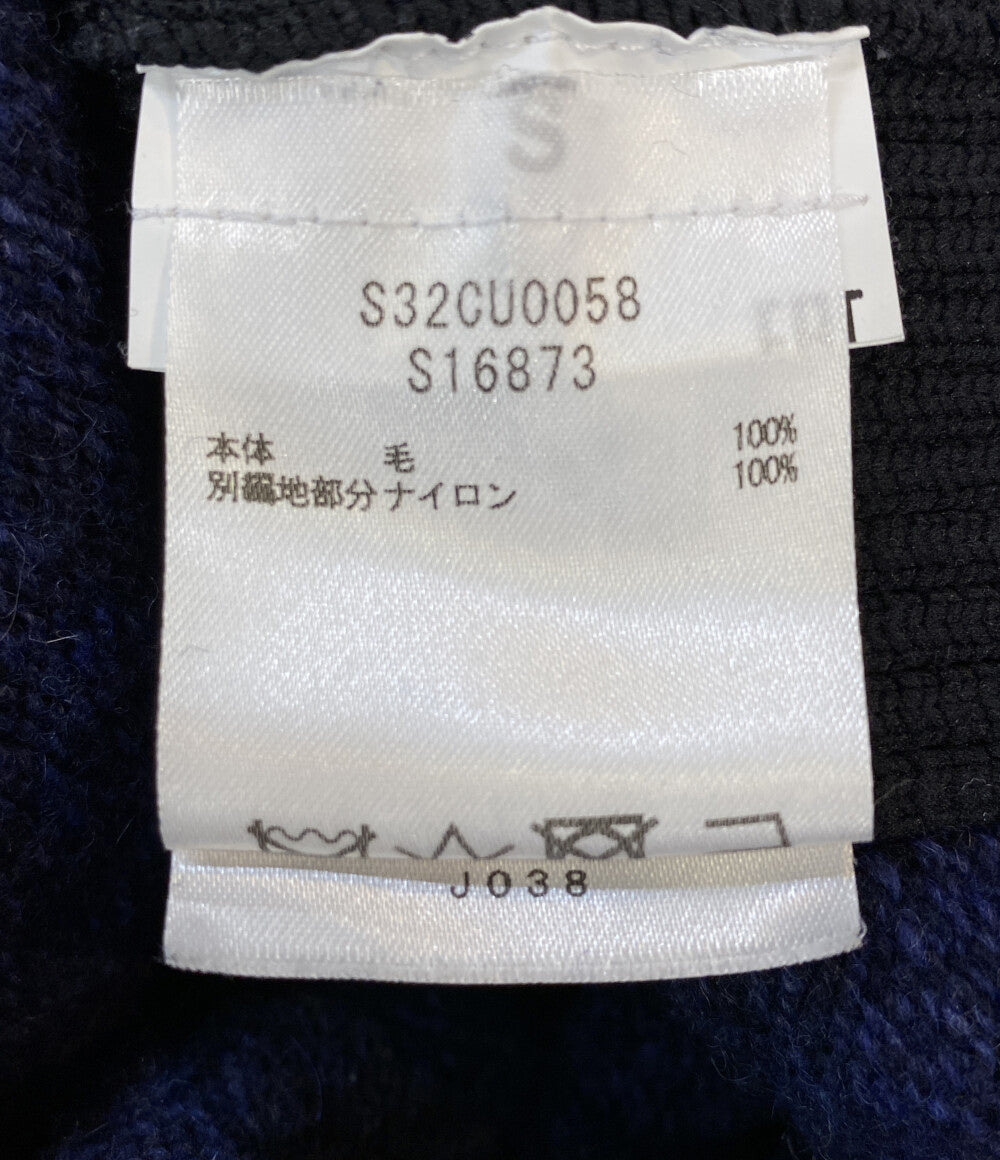 S
S32CU0058
S16873
本体 毛 100%
別編地部分 ナイロン 100%
J038